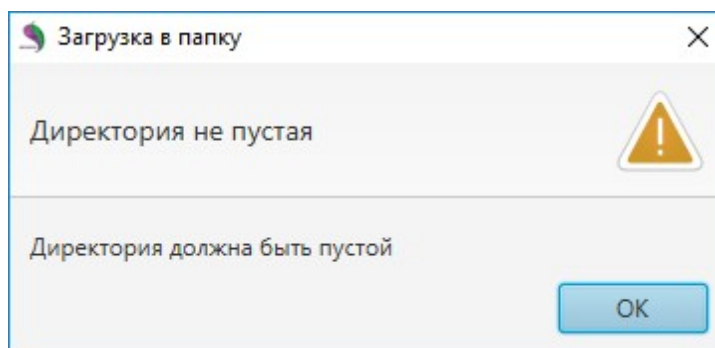 Загрузка в папку
Директория не пустая
Директория должна быть пустой
OK